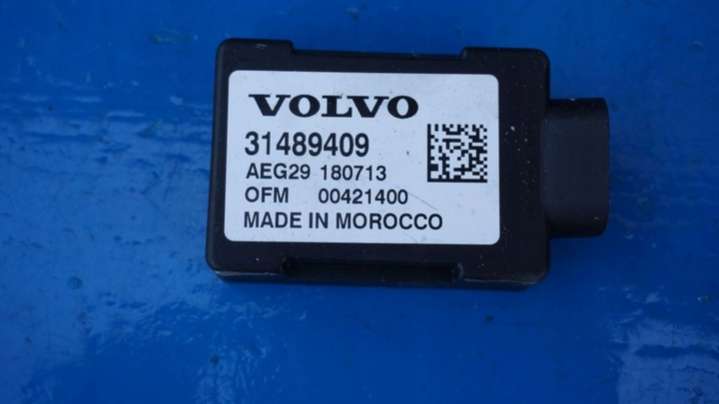 VOLVO
31489409
AEG29 180713
OFM 00421400
MADE IN MOROCCO